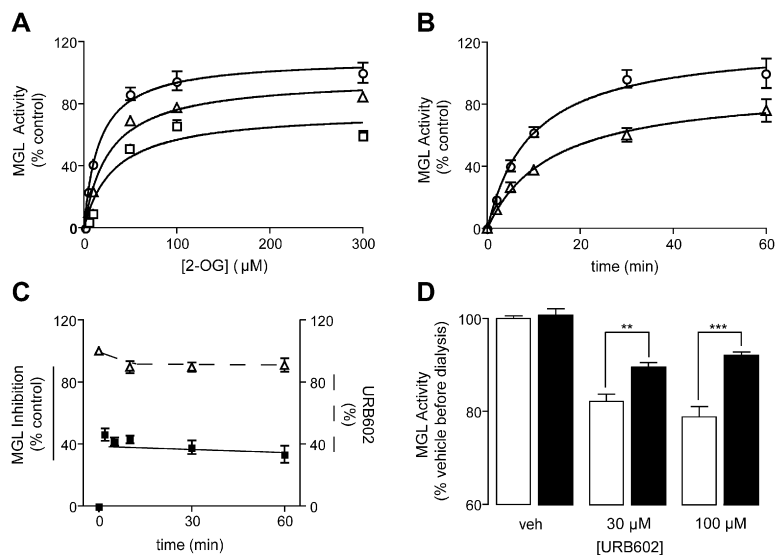 A
MGL Activity
(% control)
120
80
40
0
0
100
200
300
[2-OG] ( µM)
B
MGL Activity
(% control)
120
80
40
0
0
20
40
60
time (min)
C
MGL Inhibition
(% control)
120
80
40
0
0
30
60
time (min)
120
80
40
0
URB602
(%)
D
MGL Activity
(% vehicle before dialysis)
100
80
60
**
***
veh
30 µM
100 µM
[URB602]